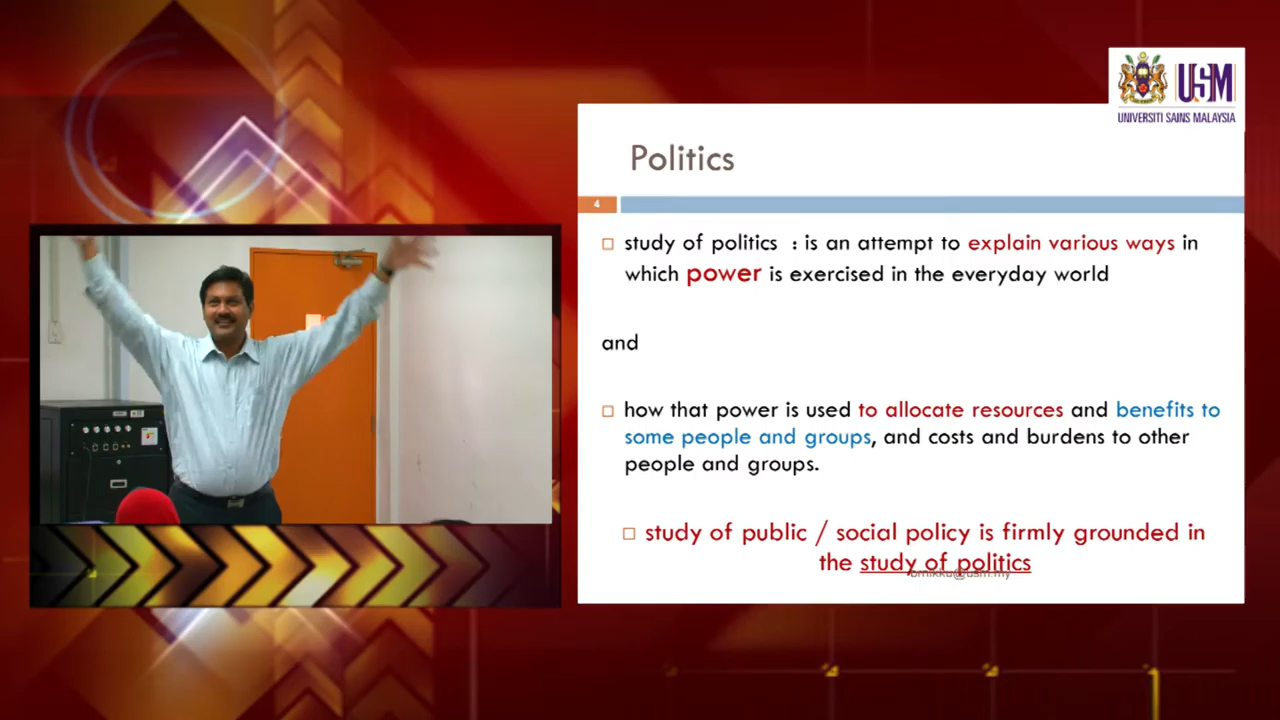 USM
UNIVERSITI SAINS MALAYSIA
Politics
4
study of politics : is an attempt to explain various ways in
which power is exercised in the everyday world
and
how that power is used to allocate resources and benefits to
some people and groups, and costs and burdens to other
people and groups.
study of public / social policy is firmly grounded in
the study of politics